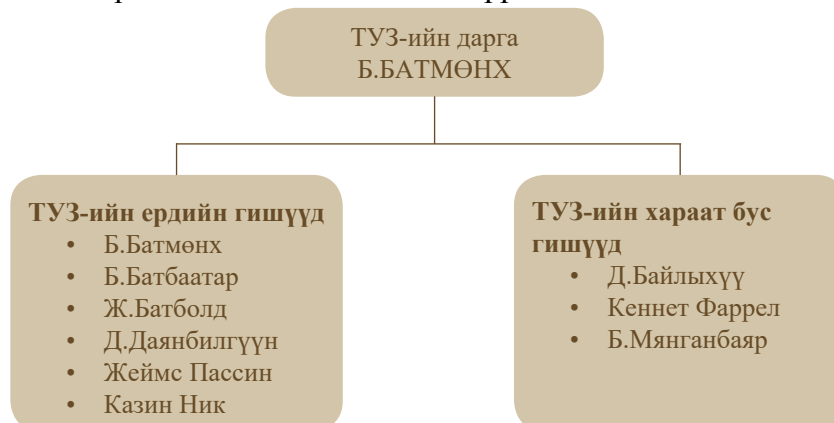 ТУЗ-ийн дарга
Б.БАТМӨНХ
ТУЗ-ийн ердийн гишүүд
• Б.Батмөнх
• Б.Батбаатар
• Ж.Батболд
• Д.Даянбилгүүн
• Жеймс Пассин
• Казин Ник
ТУЗ-ийн хараат бус
гишүүд
• Д.Байлыхүү
• Кеннет Фаррел
• Б.Мянганбаяр